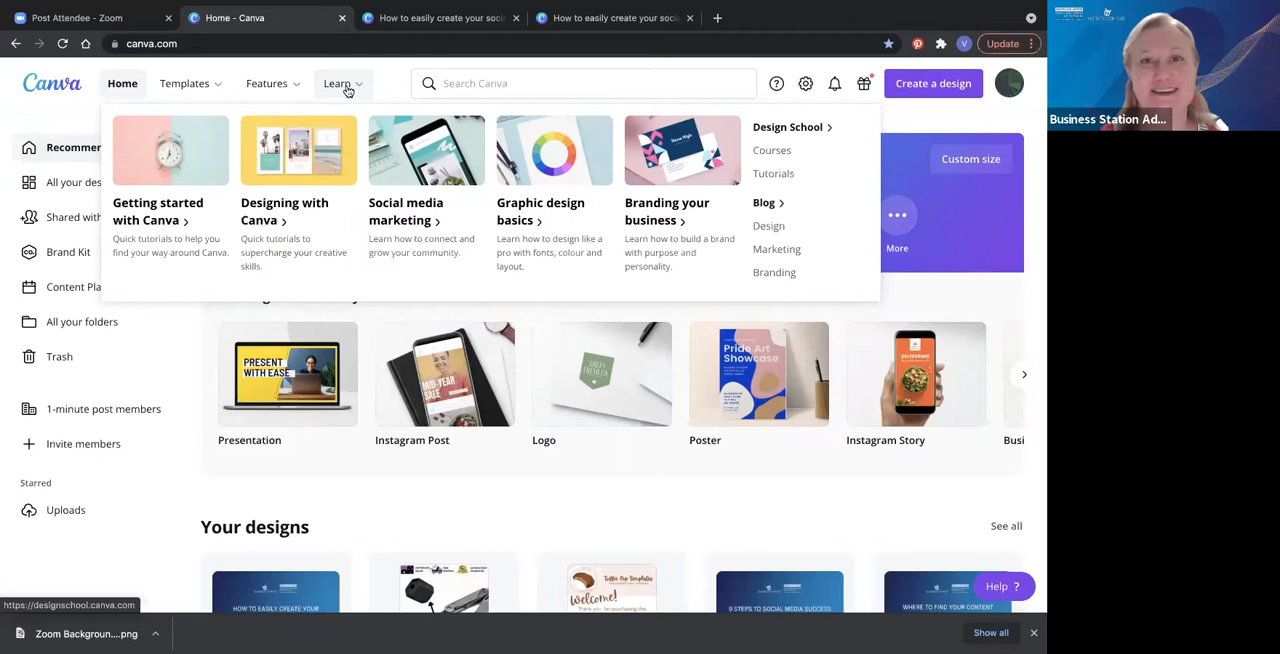 Post Attendee - Zoom
Home - Canva
How to easily create your soci
How to easily create your soci
canva.com
V
Update
Canva
Home
Templates
Features
Learn
Search Canva
Create a design
Business Station Ad...
Recommer
All your des
Shared with
Brand Kit
Content Pla
All your folders
Trash
1-minute post members
Invite members
Starred
Uploads
Getting started
with Canva
Quick tutorials to help you
find your way around Canva.
Designing with
Canva
Quick tutorials to
supercharge your creative
skills.
Social media
marketing
Learn how to connect and
grow your community.
Graphic design
basics
Learn how to design like a
pro with fonts, colour and
layout.
Branding your
business
Learn how to build a brand
with purpose and
personality.
Design School
Courses
Tutorials
Blog
Design
Marketing
Branding
Custom size
More
PRESENT
WITH EASE
MID-YEAR
SALE
Pride Art
Showcase
DELIVERING
Presentation
Instagram Post
Logo
Poster
Instagram Story
Busi
Your designs
See all
HOW TO EASILY CREATE YOUR
Toffee Pop Templates
Welcome!
Thank you for purchasing the
9 STEPS TO SOCIAL MEDIA SUCCESS
WHERE TO FIND YOUR CONTENT
Help ?
https://designschool.canva.com
Zoom Backgroun....png
Show all